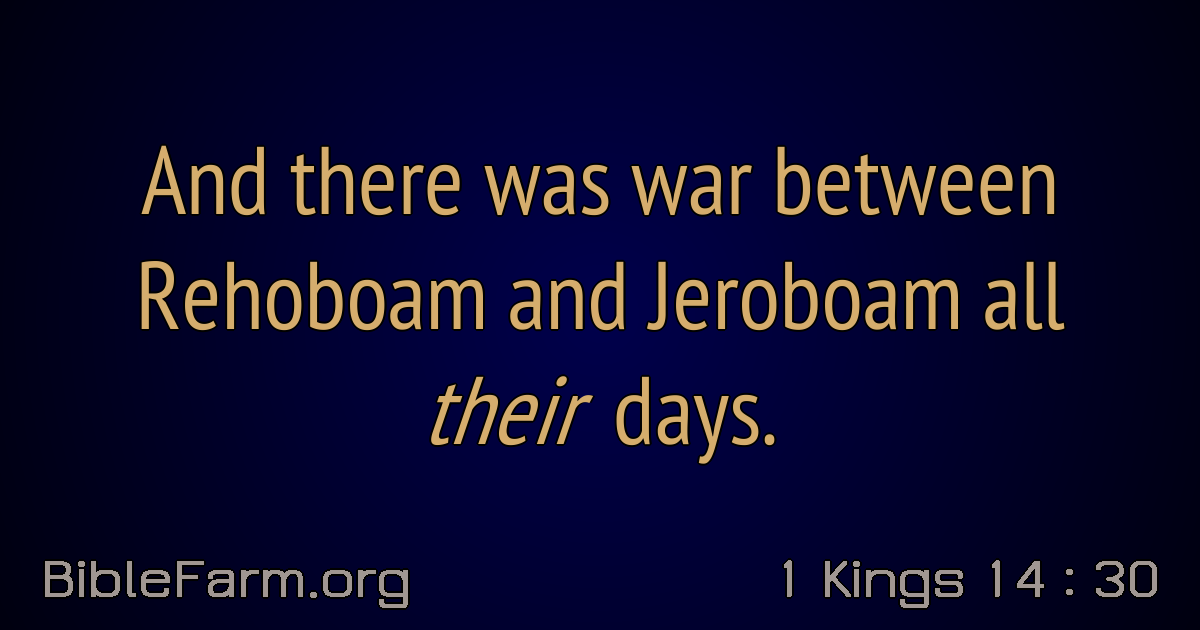 And there was war between
Rehoboam and Jeroboam all
their days.
BibleFarm.org
1 Kings 14 : 30